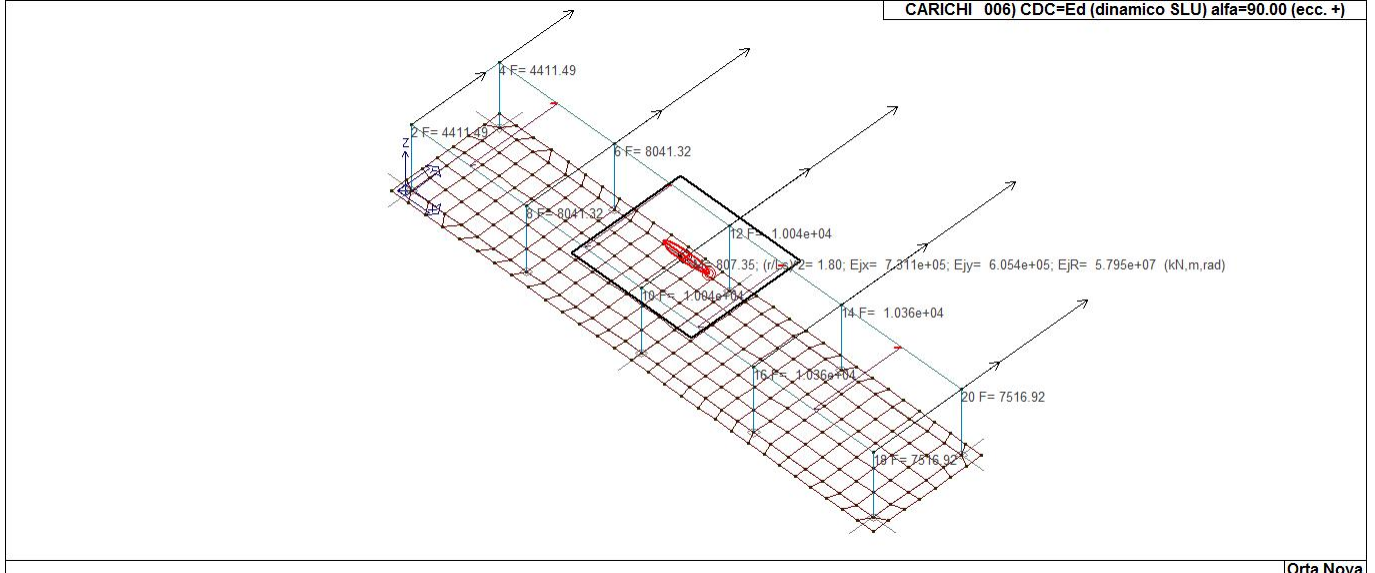 CARICHI 006) CDC=Ed (dinamico SLU) alfa=90.00 (ecc. +)
4 F= 4411.49
2 F= 4411.49
Z
6 F= 8041.32
8 F= 8041.32
12 F= 1.004e+04
807.35; (r/Ls)^2= 1.80; Ejx= 7.311e+05; Ejy= 6.054e+05; EjR= 5.795e+07 (kN,m,rad)
10 F= 1.004e+04
14 F= 1.036e+04
16 F= 1.036e+04
20 F= 7516.92
18 F= 7516.92
Orta Nova